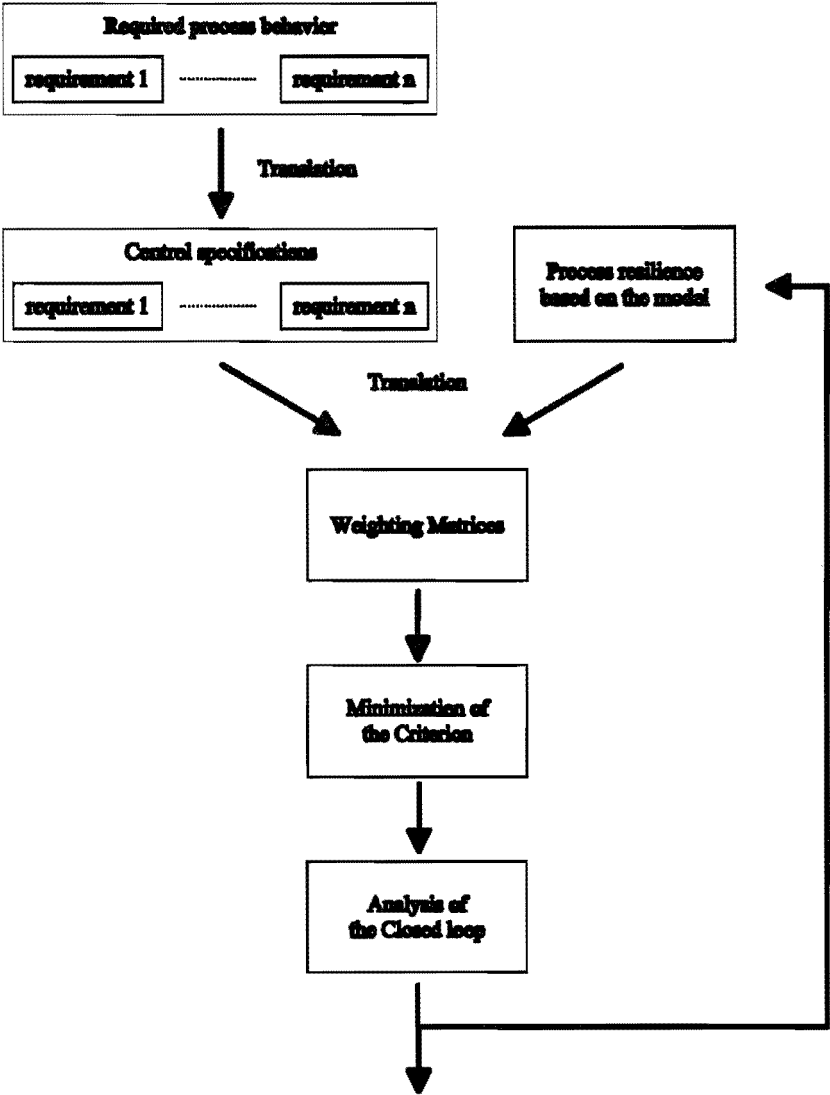 Required process behavior
requirement 1 requirement n
Translation
Control specifications
requirement 1 requirement n
Process resilience
based on the model
Translation
Weighting Matrices
Minimization of
the Criterion
Analysis of
the Closed loop